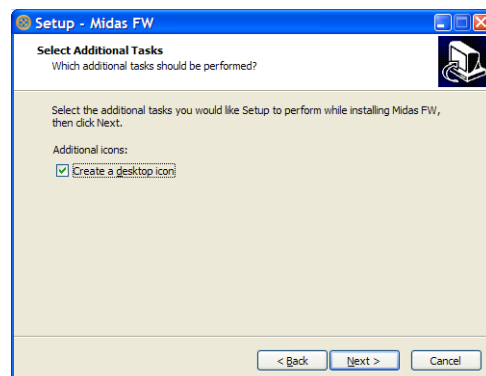 Setup - Midas FW
Select Additional Tasks
Which additional tasks should be performed?
Select the additional tasks you would like Setup to perform while installing Midas FW,
then click Next.
Additional icons:
Create a desktop icon
< Back
Next >
Cancel